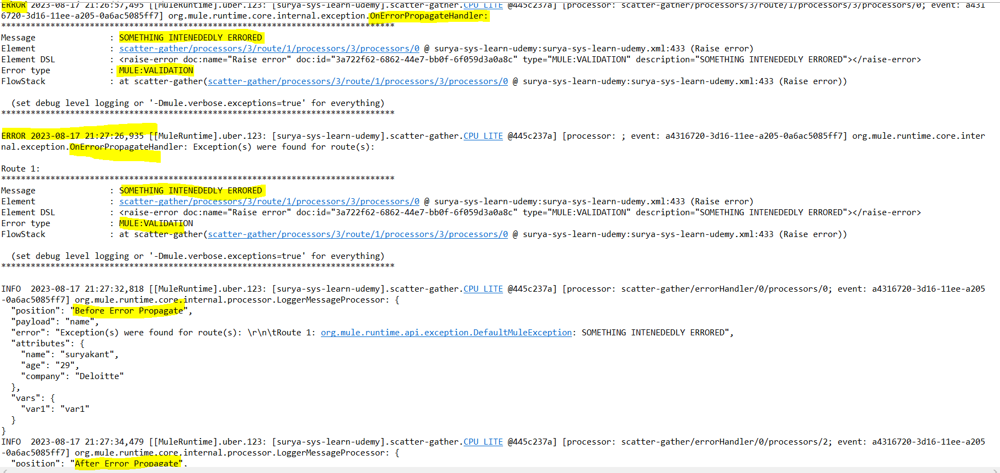 ERROR 2023-08-17 21:26:57,495 [[MuleRuntime].uber.123: [surya-sys-learn-udemy].scatter-gather.CPU_LITE @445c237a] [processor: scatter-gather/processors/3/route/1/processors/3/processors/0; event: a431
6720-3d16-11ee-a205-0a6ac5085ff7] org.mule.runtime.core.internal.exception.OnErrorPropagateHandler:
********************************************************************************
Message               : SOMETHING INTENEDEDLY ERRORED
Element               : scatter-gather/processors/3/route/1/processors/3/processors/0 @ surya-sys-learn-udemy:surya-sys-learn-udemy.xml:433 (Raise error)
Element DSL           : <raise-error doc:name="Raise error" doc:id="3a722f62-6862-44e7-bb0f-6f059d3a0a8c" type="MULE:VALIDATION" description="SOMETHING INTENEDEDLY ERRORED"></raise-error>
Error type            : MULE:VALIDATION
FlowStack             : at scatter-gather(scatter-gather/processors/3/route/1/processors/3/processors/0 @ surya-sys-learn-udemy:surya-sys-learn-udemy.xml:433 (Raise error))
(set debug level logging or '-Dmule.verbose.exceptions=true' for everything)
********************************************************************************
ERROR 2023-08-17 21:27:26,935 [[MuleRuntime].uber.123: [surya-sys-learn-udemy].scatter-gather.CPU_LITE @445c237a] [processor: ; event: a4316720-3d16-11ee-a205-0a6ac5085ff7] org.mule.runtime.core.inter
nal.exception.OnErrorPropagateHandler: Exception(s) were found for route(s):
Route 1:
********************************************************************************
Message               : SOMETHING INTENEDEDLY ERRORED
Element               : scatter-gather/processors/3/route/1/processors/3/processors/0 @ surya-sys-learn-udemy:surya-sys-learn-udemy.xml:433 (Raise error)
Element DSL           : <raise-error doc:name="Raise error" doc:id="3a722f62-6862-44e7-bb0f-6f059d3a0a8c" type="MULE:VALIDATION" description="SOMETHING INTENEDEDLY ERRORED"></raise-error>
Error type            : MULE:VALIDATION
FlowStack             : at scatter-gather(scatter-gather/processors/3/route/1/processors/3/processors/0 @ surya-sys-learn-udemy:surya-sys-learn-udemy.xml:433 (Raise error))
(set debug level logging or '-Dmule.verbose.exceptions=true' for everything)
********************************************************************************
INFO  2023-08-17 21:27:32,818 [[MuleRuntime].uber.123: [surya-sys-learn-udemy].scatter-gather.CPU_LITE @445c237a] [processor: scatter-gather/errorHandler/0/processors/0; event: a4316720-3d16-11ee-a205
-0a6ac5085ff7] org.mule.runtime.core.internal.processor.LoggerMessageProcessor: {
"position": "Before Error Propagate",
"payload": "name",
"error": "Exception(s) were found for route(s): \r\n\tRoute 1: org.mule.runtime.api.exception.DefaultMuleException: SOMETHING INTENEDEDLY ERRORED",
"attributes": {
"name": "suryakant",
"age": "29",
"company": "Deloitte"
},
"vars": {
"var1": "var1"
}
}
INFO  2023-08-17 21:27:34,479 [[MuleRuntime].uber.123: [surya-sys-learn-udemy].scatter-gather.CPU_LITE @445c237a] [processor: scatter-gather/errorHandler/0/processors/2; event: a4316720-3d16-11ee-a205
-0a6ac5085ff7] org.mule.runtime.core.internal.processor.LoggerMessageProcessor: {
"position": "After Error Propagate",